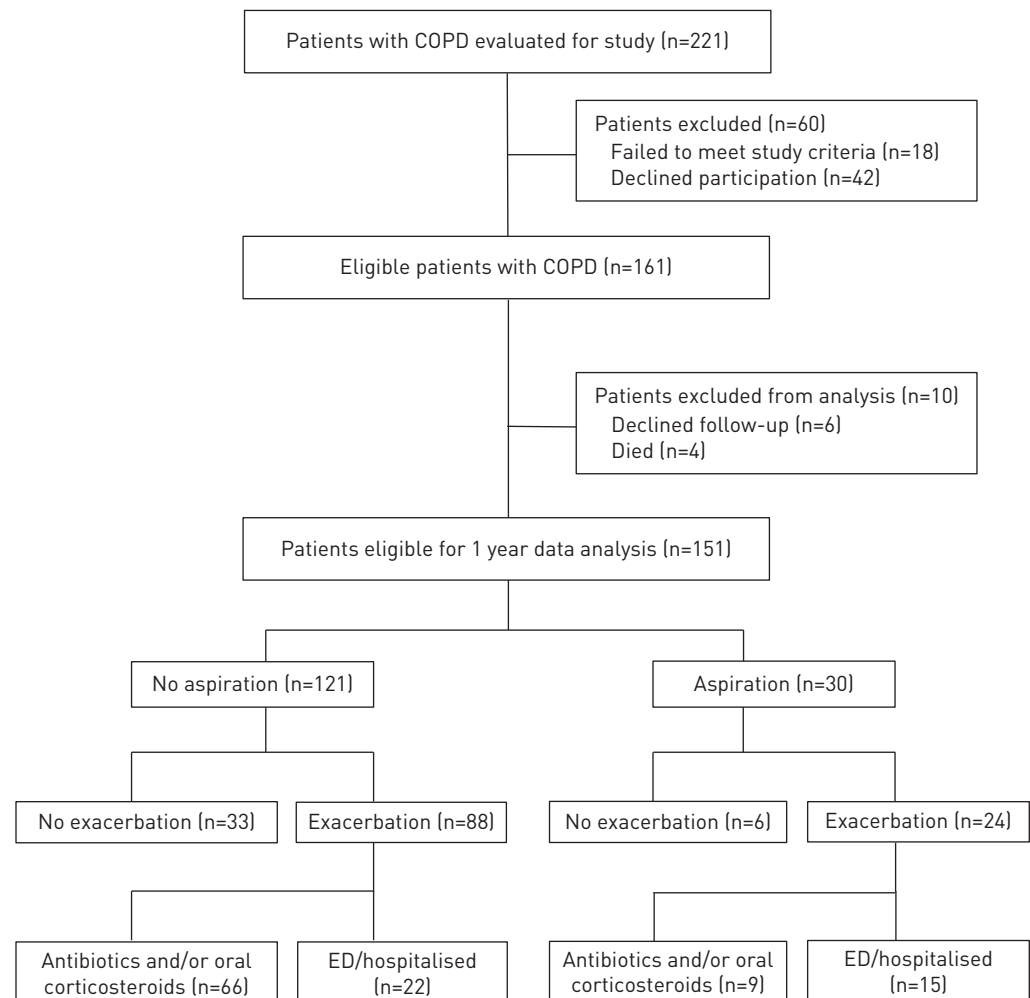 Patients with COPD evaluated for study (n=221)
Patients excluded (n=60)
Failed to meet study criteria (n=18)
Declined participation (n=42)
Eligible patients with COPD (n=161)
Patients excluded from analysis (n=10)
Declined follow-up (n=6)
Died (n=4)
Patients eligible for 1 year data analysis (n=151)
No aspiration (n=121)
Aspiration (n=30)
No exacerbation (n=33)
Exacerbation (n=88)
No exacerbation (n=6)
Exacerbation (n=24)
Antibiotics and/or oral
corticosteroids (n=66)
ED/hospitalised
(n=22)
Antibiotics and/or oral
corticosteroids (n=9)
ED/hospitalised
(n=15)